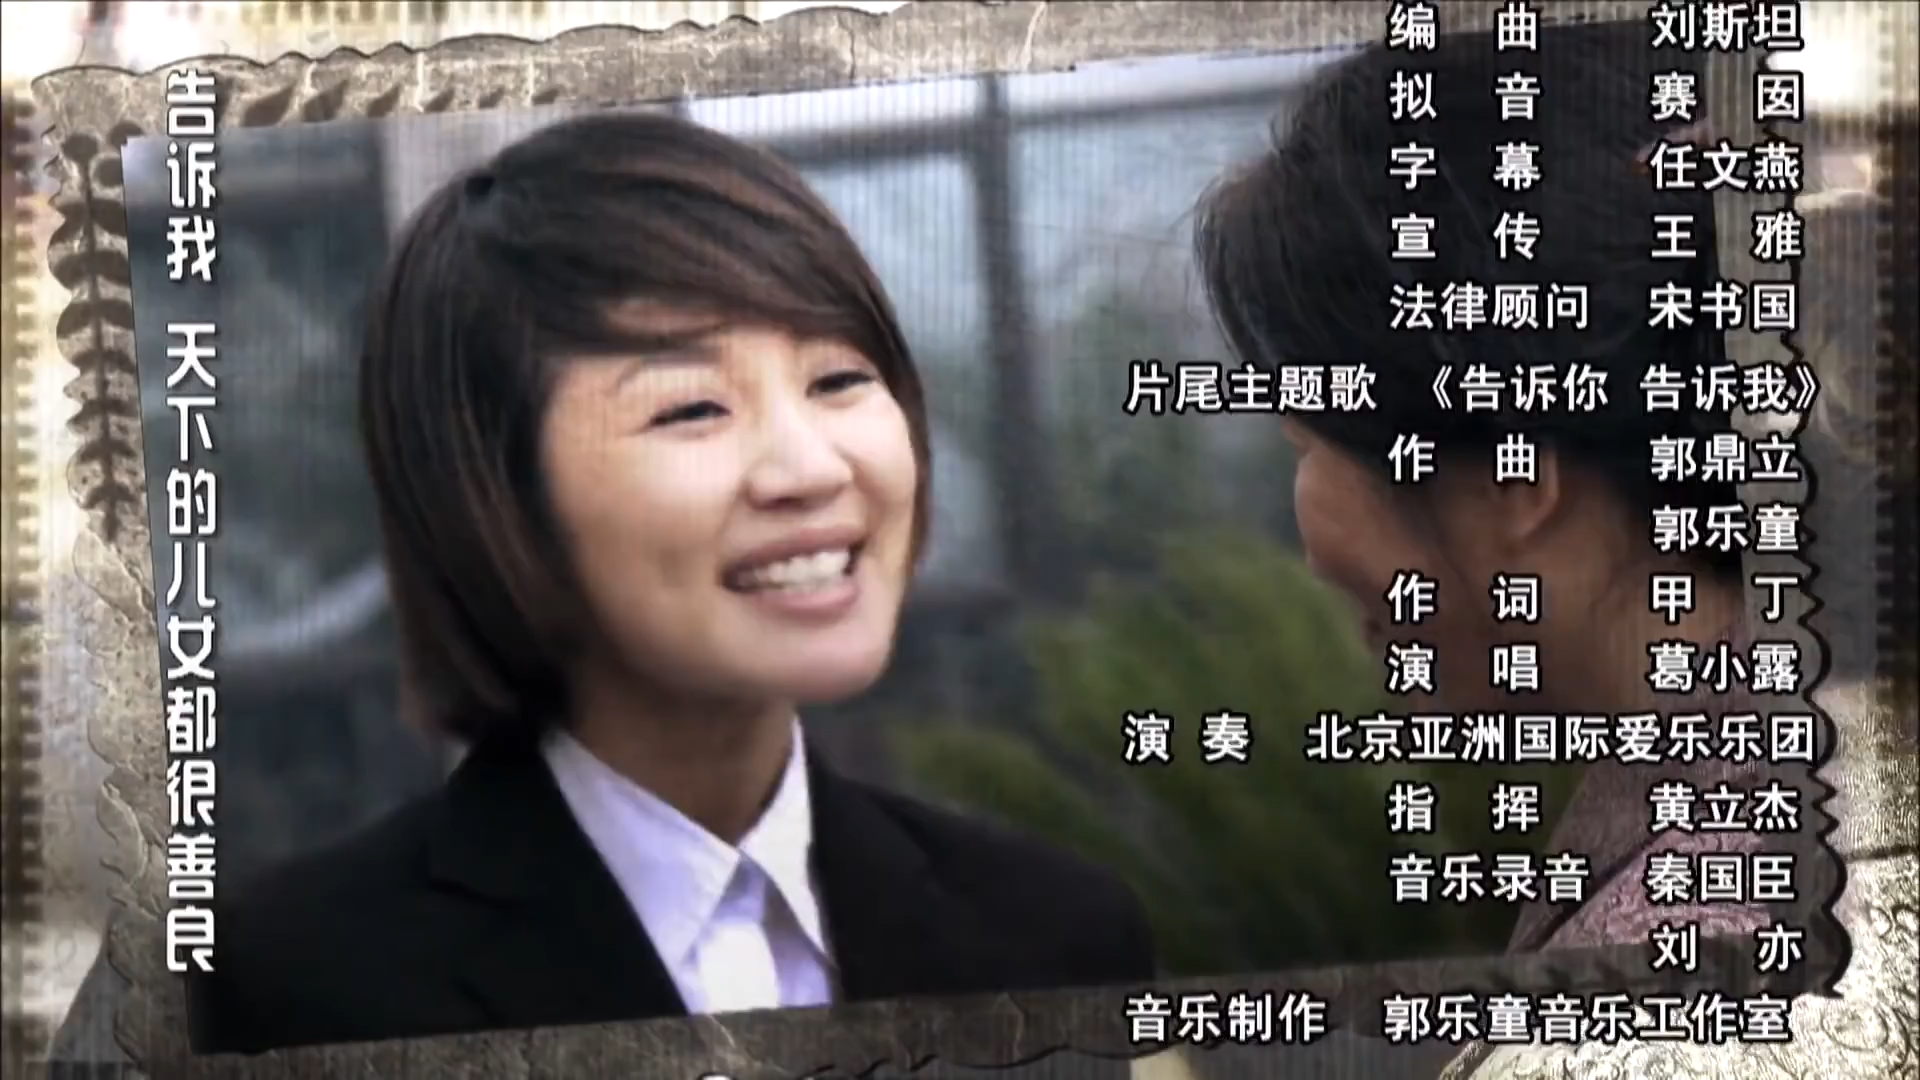 告诉我 天下的儿女都很善良
编 曲 刘斯坦
拟 音 赛 囡
字 幕 任文燕
宣 传 王 雅
法律顾问 宋书国
片尾主题歌 《告诉你 告诉我》
作 曲 郭鼎立
郭乐童
作 词 甲 丁
演 唱 葛小露
演 奏 北京亚洲国际爱乐乐团
指 挥 黄立杰
音乐录音 秦国臣
刘 亦
音乐制作 郭乐童音乐工作室